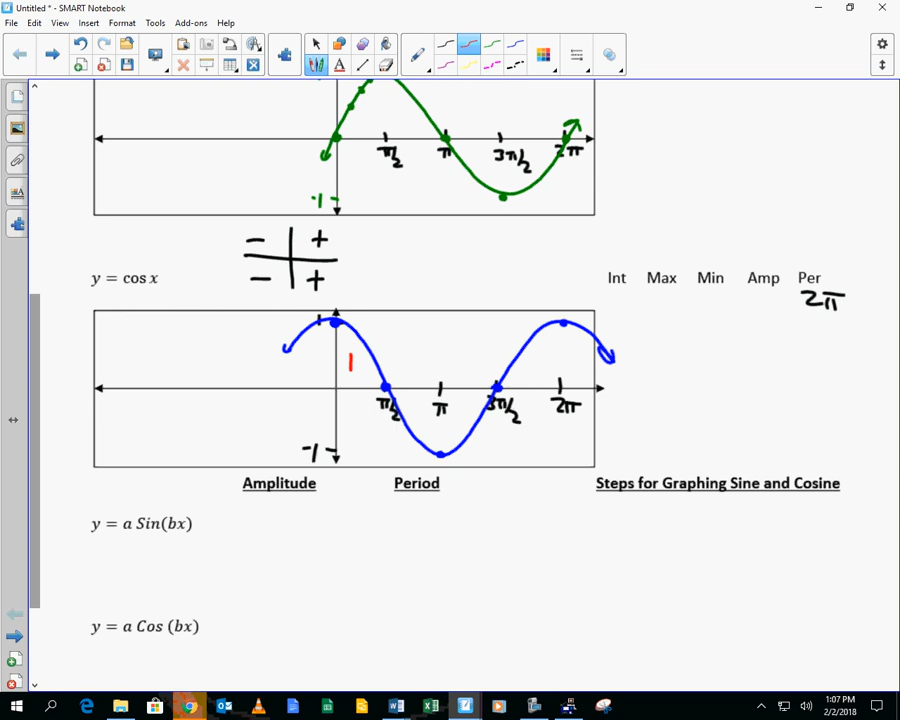 Untitled * - SMART Notebook
File Edit View Insert Format Tools Add-ons Help
π/2 π 3π/2 2π
-1
- +
- +
y = cos x
Int Max Min Amp Per
2π
1
π/2 π 3π/2 2π
-1
Amplitude Period Steps for Graphing Sine and Cosine
y = a Sin(bx)
y = a Cos (bx)
1:07 PM
2/2/2018